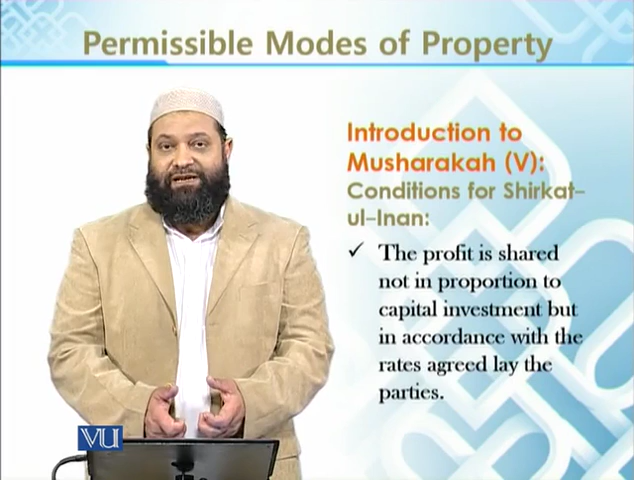 Permissible Modes of Property
Introduction to
Musharakah (V):
Conditions for Shirkat-
ul-Inan:
✓ The profit is shared
not in proportion to
capital investment but
in accordance with the
rates agreed lay the
parties.
VU